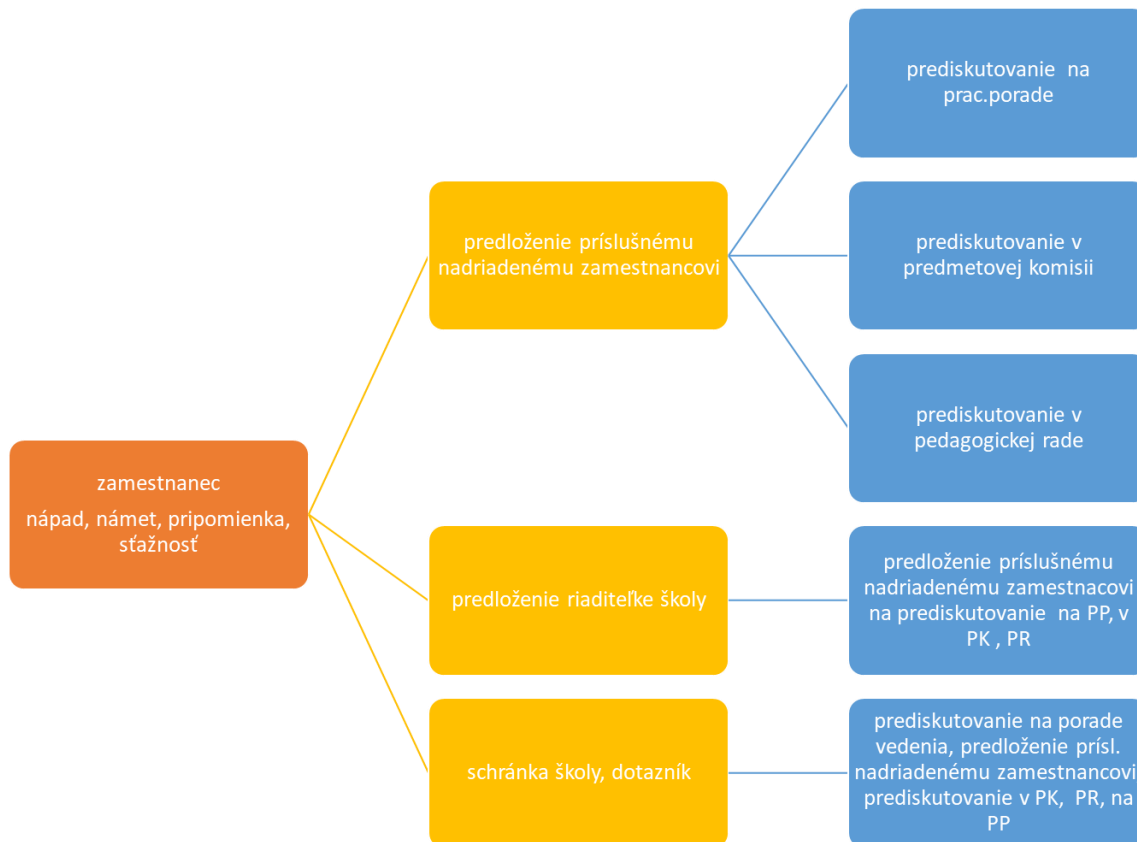 zamestnanec
nápad, námet, pripomienka,
sťažnosť
predloženie príslušnému
nadriadenému zamestnancovi
prediskutovanie na
prac.porade
prediskutovanie v
predmetovej komisii
prediskutovanie v
pedagogickej rade
predloženie riaditeľke školy
predloženie príslušnému
nadriadenému zamestnacovi
na prediskutovanie na PP, v
PK , PR
schránka školy, dotazník
prediskutovanie na porade
vedenia, predloženie prísl.
nadriadenému zamestnancovi
prediskutovanie v PK, PR, na
PP